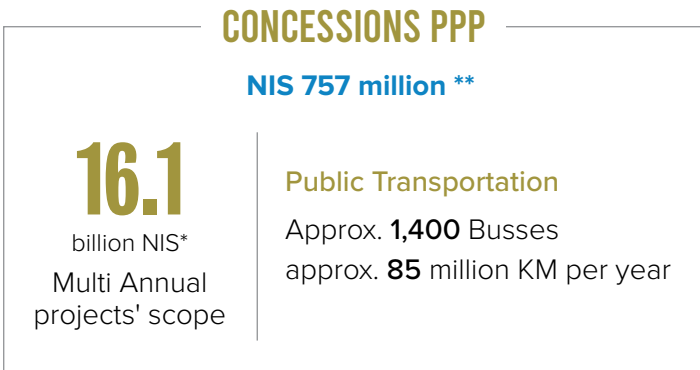 CONCESSIONS PPP
NIS 757 million **
16.1
billion NIS*
Multi Annual
projects' scope
Public Transportation
Approx. 1,400 Busses
approx. 85 million KM per year